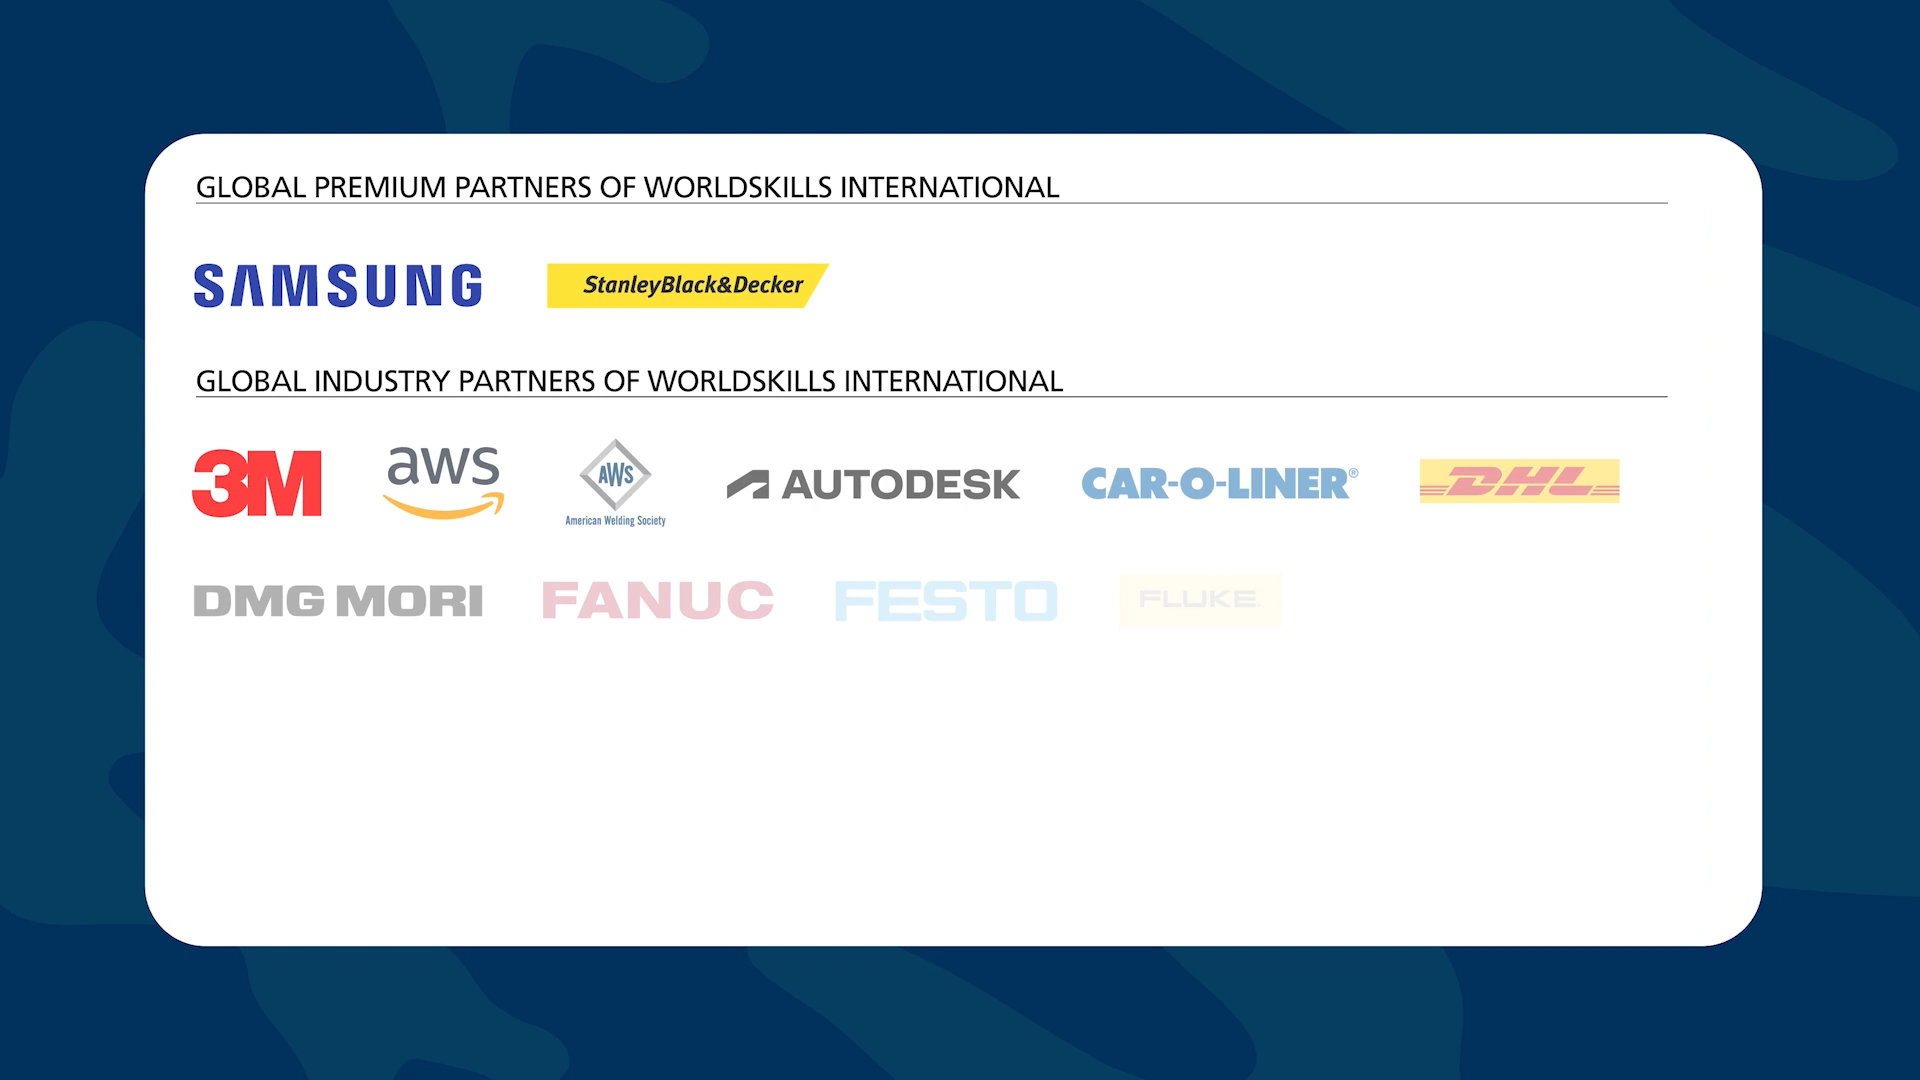 GLOBAL PREMIUM PARTNERS OF WORLDSKILLS INTERNATIONAL
SAMSUNG StanleyBlack&Decker
GLOBAL INDUSTRY PARTNERS OF WORLDSKILLS INTERNATIONAL
3M aws AWS AUTODESK CAR-O-LINER® DHL
American Welding Society
DMG MORI FANUC FESTO FLUKE